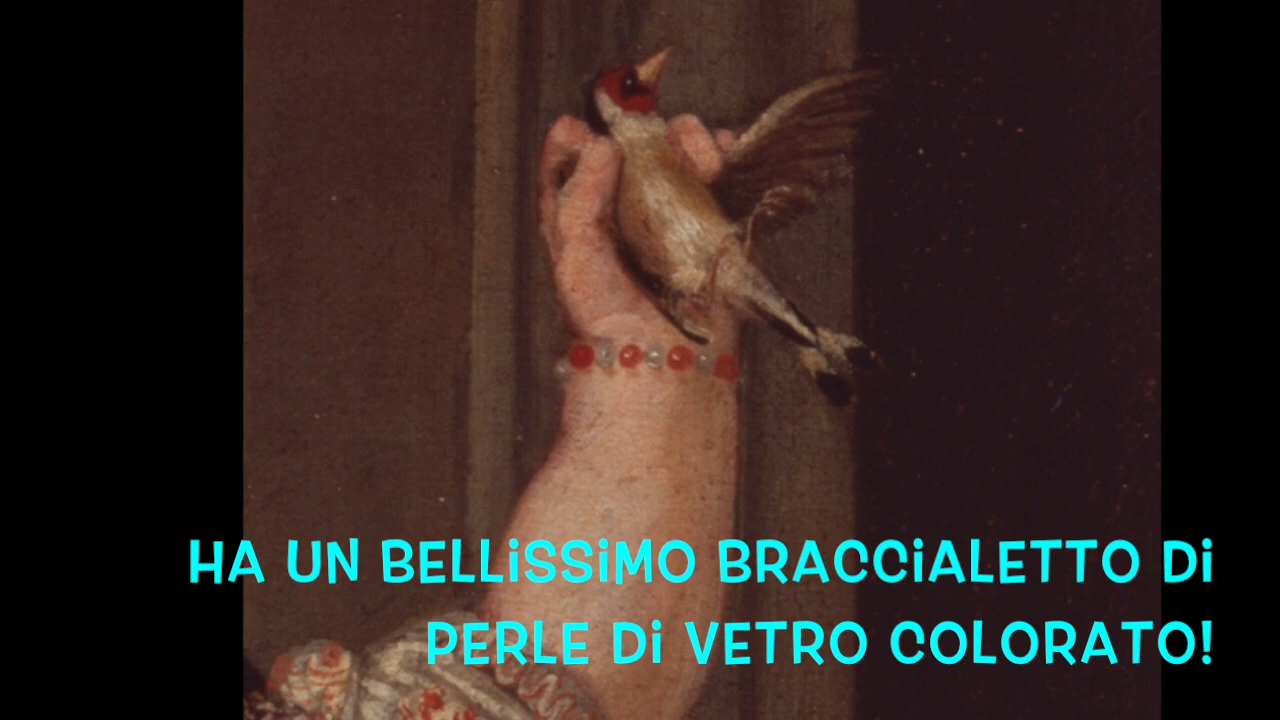 HA UN BELLiSSiMO BRACCiALETTO Di
PERLE Di VETRO COLORATO!